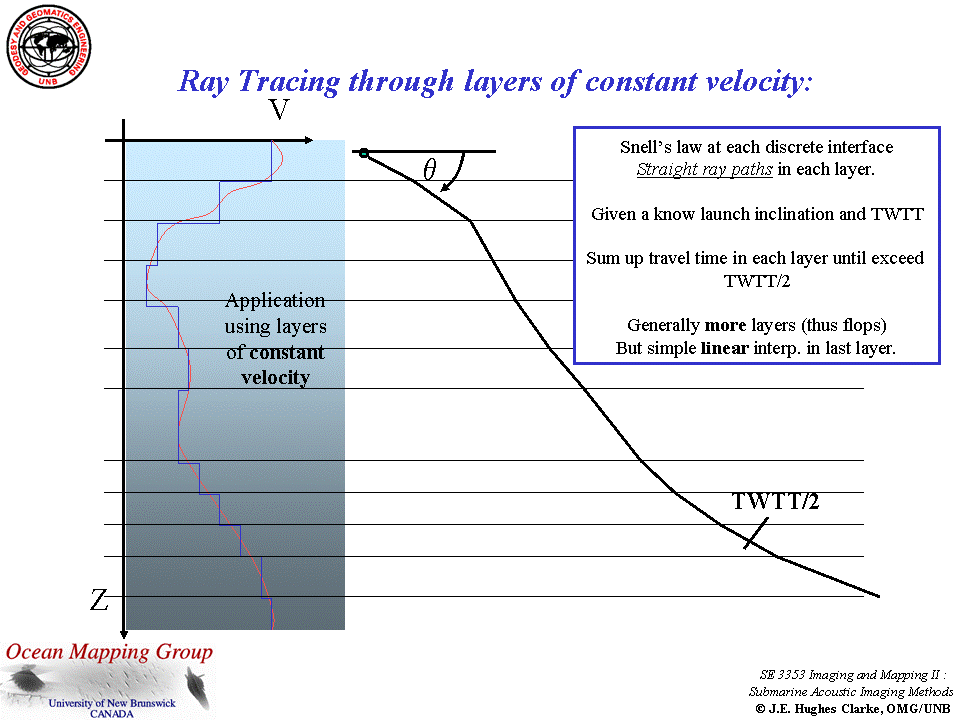 GEODESY AND GEOMATICS ENGINEERING
UNB
Ray Tracing through layers of constant velocity:
V
θ
Snell's law at each discrete interface
Straight ray paths in each layer.
Given a know launch inclination and TWTT
Sum up travel time in each layer until exceed
TWTT/2
Generally more layers (thus flops)
But simple linear interp. in last layer.
Application
using layers
of constant
velocity
TWTT/2
Z
Ocean Mapping Group
University of New Brunswick
CANADA
SE 3353 Imaging and Mapping II :
Submarine Acoustic Imaging Methods
© J.E. Hughes Clarke, OMG/UNB